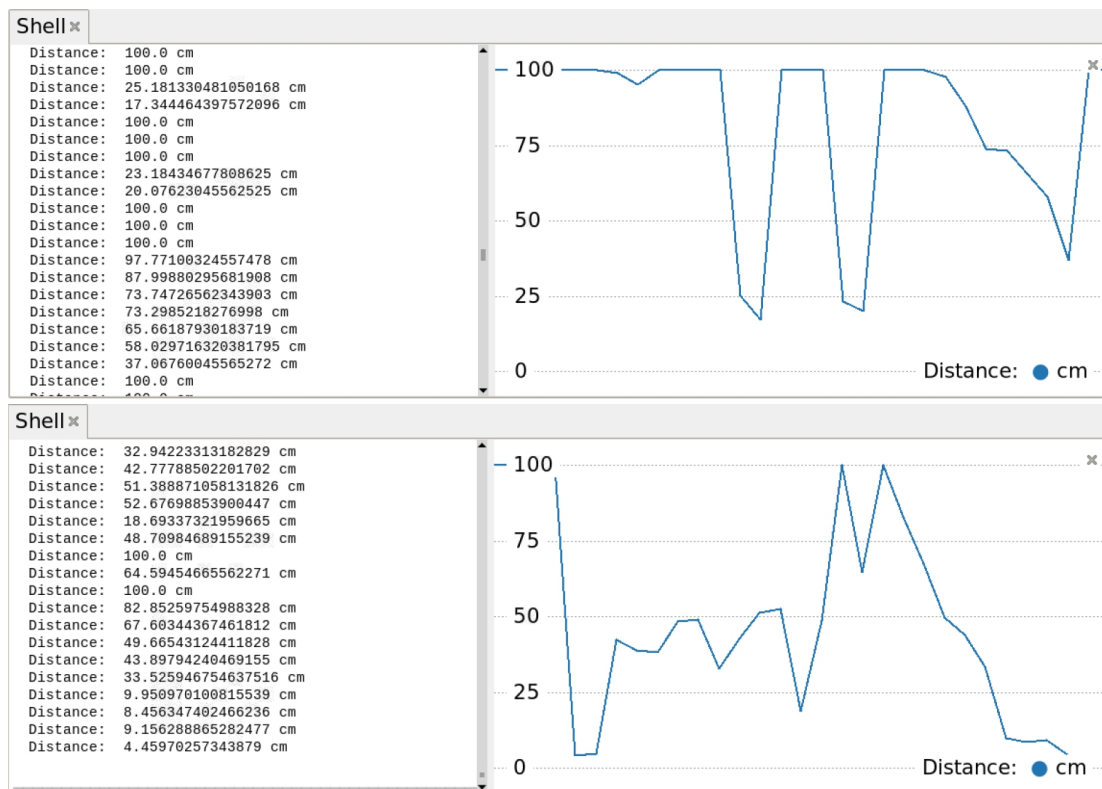 Shell
Distance: 100.0 cm
Distance: 100.0 cm
Distance: 25.181330481050168 cm
Distance: 17.344464397572096 cm
Distance: 100.0 cm
Distance: 100.0 cm
Distance: 100.0 cm
Distance: 23.18434677808625 cm
Distance: 20.07623045562525 cm
Distance: 100.0 cm
Distance: 100.0 cm
Distance: 100.0 cm
Distance: 97.77100324557478 cm
Distance: 87.99880295681908 cm
Distance: 73.74726562343903 cm
Distance: 73.2985218276998 cm
Distance: 65.66187930183719 cm
Distance: 58.029716320381795 cm
Distance: 37.06760045565272 cm
Distance: 100.0 cm
100
75
50
25
0
Distance: cm
Shell
Distance: 32.94223313182829 cm
Distance: 42.77788502201702 cm
Distance: 51.388871058131826 cm
Distance: 52.67698853900447 cm
Distance: 18.69337321959665 cm
Distance: 48.70984689155239 cm
Distance: 100.0 cm
Distance: 64.59454665562271 cm
Distance: 100.0 cm
Distance: 82.85259754988328 cm
Distance: 67.60344367461812 cm
Distance: 49.66543124411828 cm
Distance: 43.89794240469155 cm
Distance: 33.525946754637516 cm
Distance: 9.950970100815539 cm
Distance: 8.456347402466236 cm
Distance: 9.156288865282477 cm
Distance: 4.45970257343879 cm
100
75
50
25
0
Distance: cm